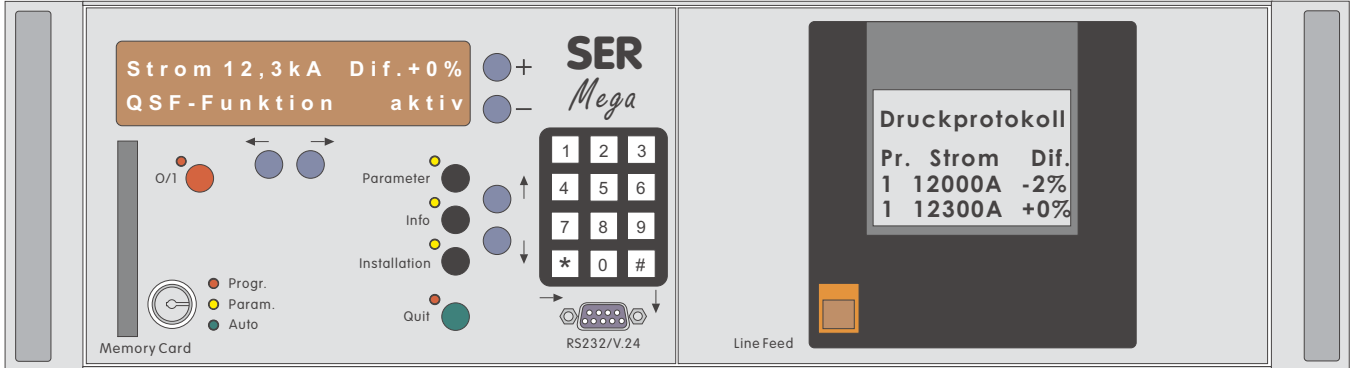 Strom 12,3kA Dif.+0%
QSF-Funktion aktiv
+
-
SER
Mega
O/1
Parameter
Info
Installation
Quit
1 2 3
4 5 6
7 8 9
* 0 #
Progr.
Param.
Auto
Memory Card
RS232/V.24
Line Feed
Druckprotokoll
Pr. Strom Dif.
1 12000A -2%
1 12300A +0%